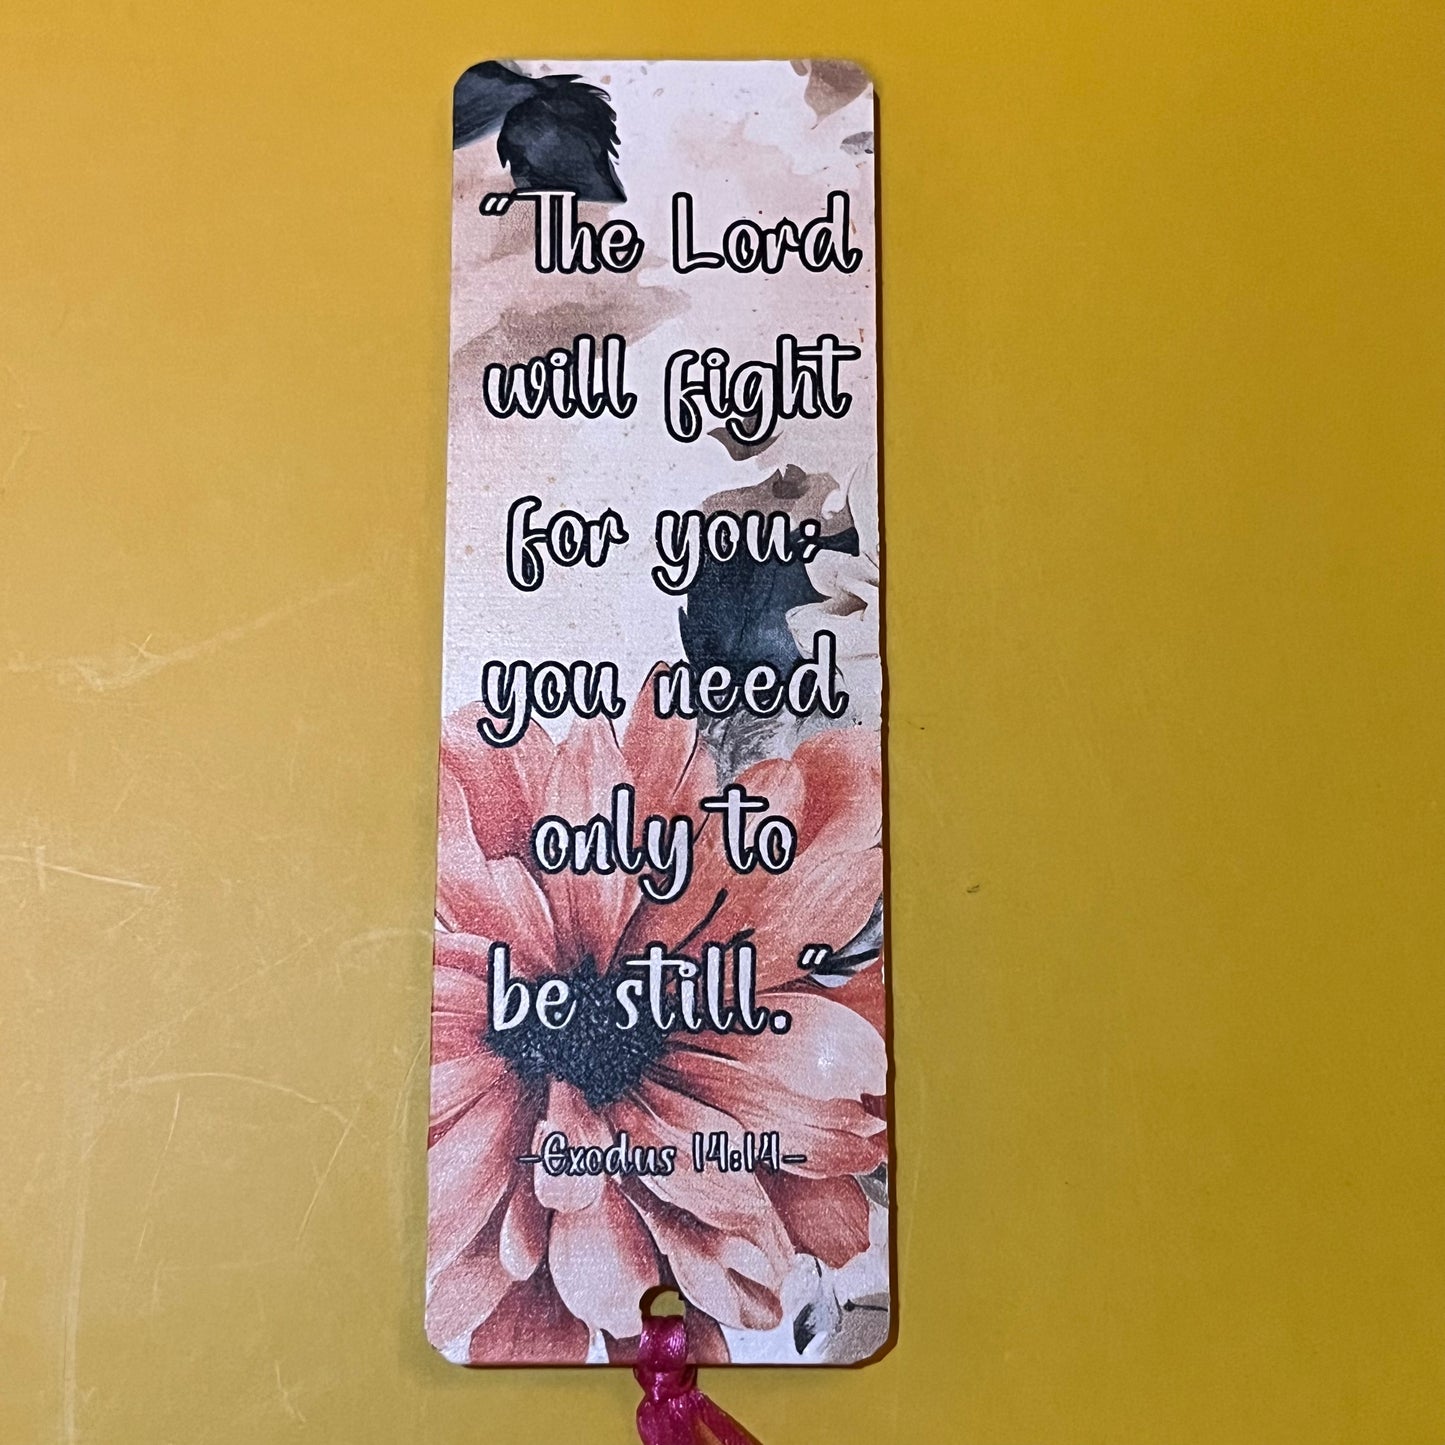 "The Lord
will fight
for you;
you need
only to
be still."
-Exodus 14:14-